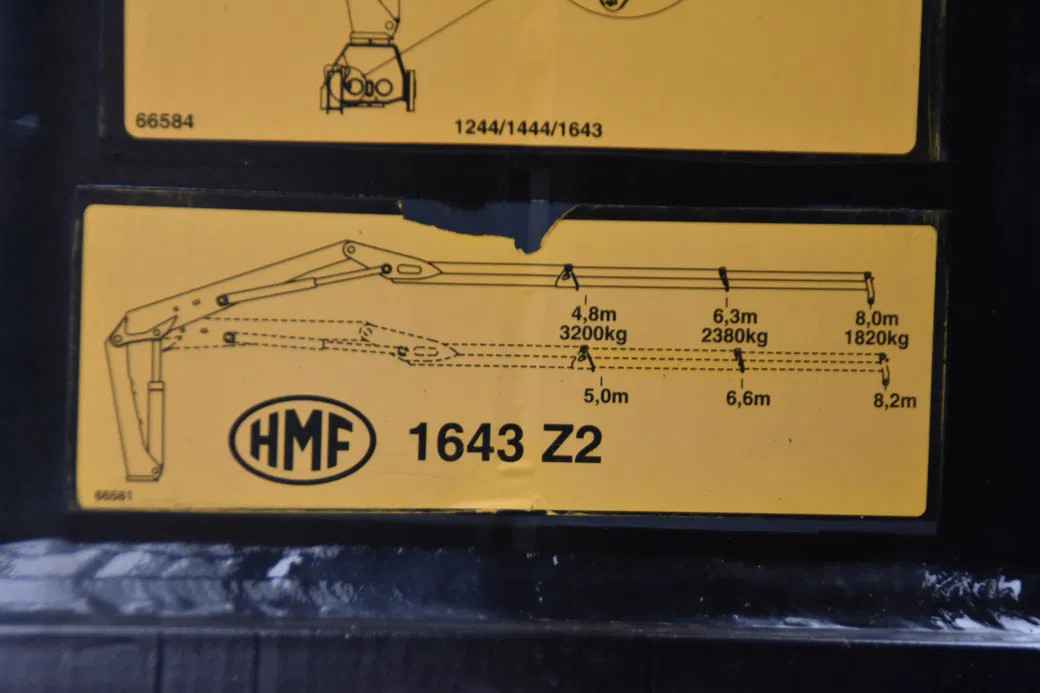 66584
1244/1444/1643
4,8m 6,3m 8,0m
3200kg 2380kg 1820kg
5,0m 6,6m 8,2m
HMF 1643 Z2
66581